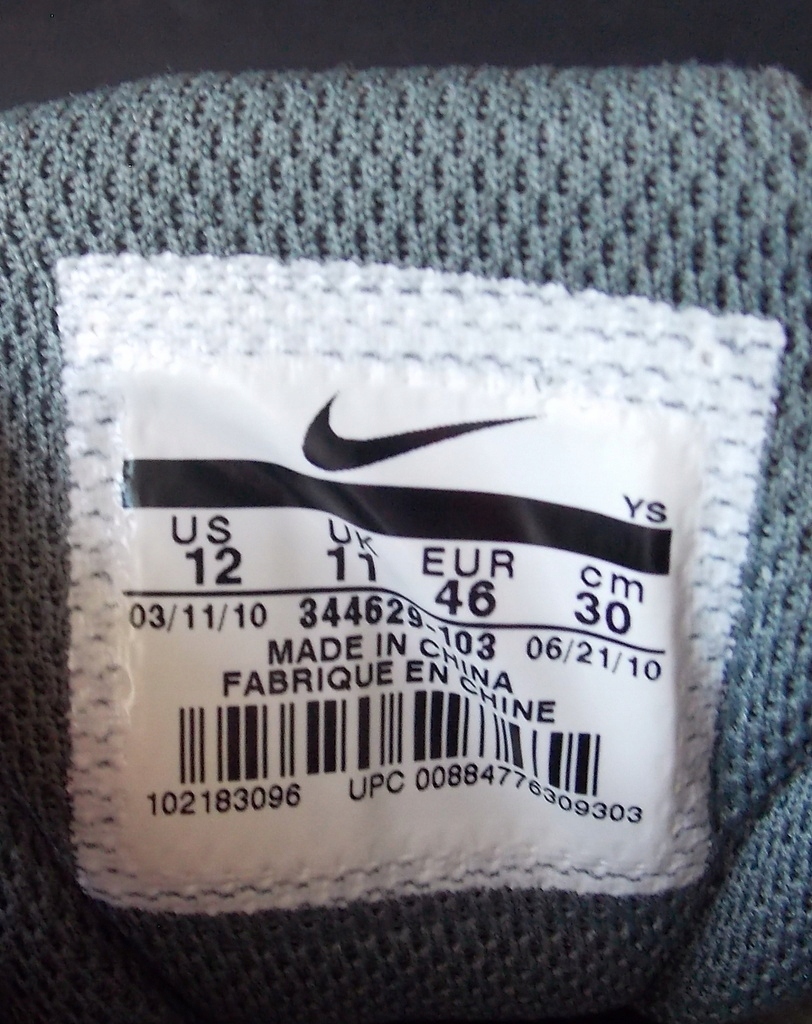 YS
US UK EUR cm
12 11 46 30
03/11/10 344629-103 06/21/10
MADE IN CHINA
FABRIQUE EN CHINE
102183096 UPC 00884776309303